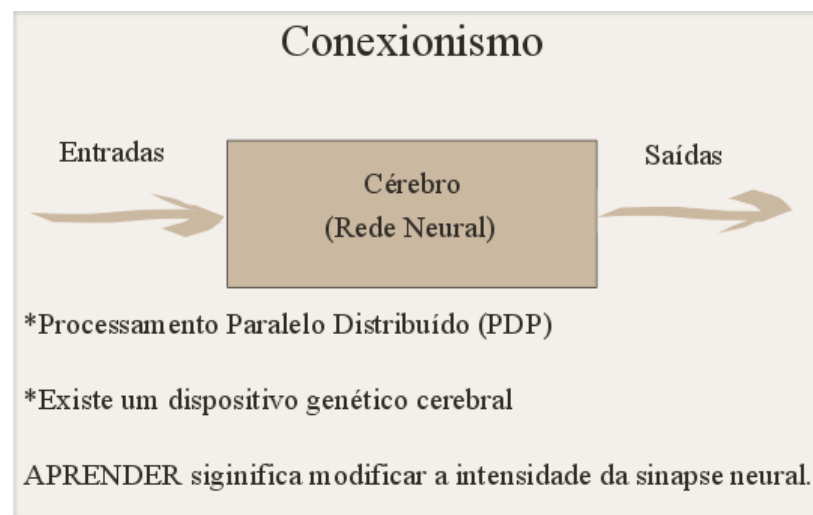 Conexionismo
Entradas
Saídas
Cérebro
(Rede Neural)
*Processamento Paralelo Distribuído (PDP)
*Existe um dispositivo genético cerebral
APRENDER siginifica modificar a intensidade da sinapse neural.